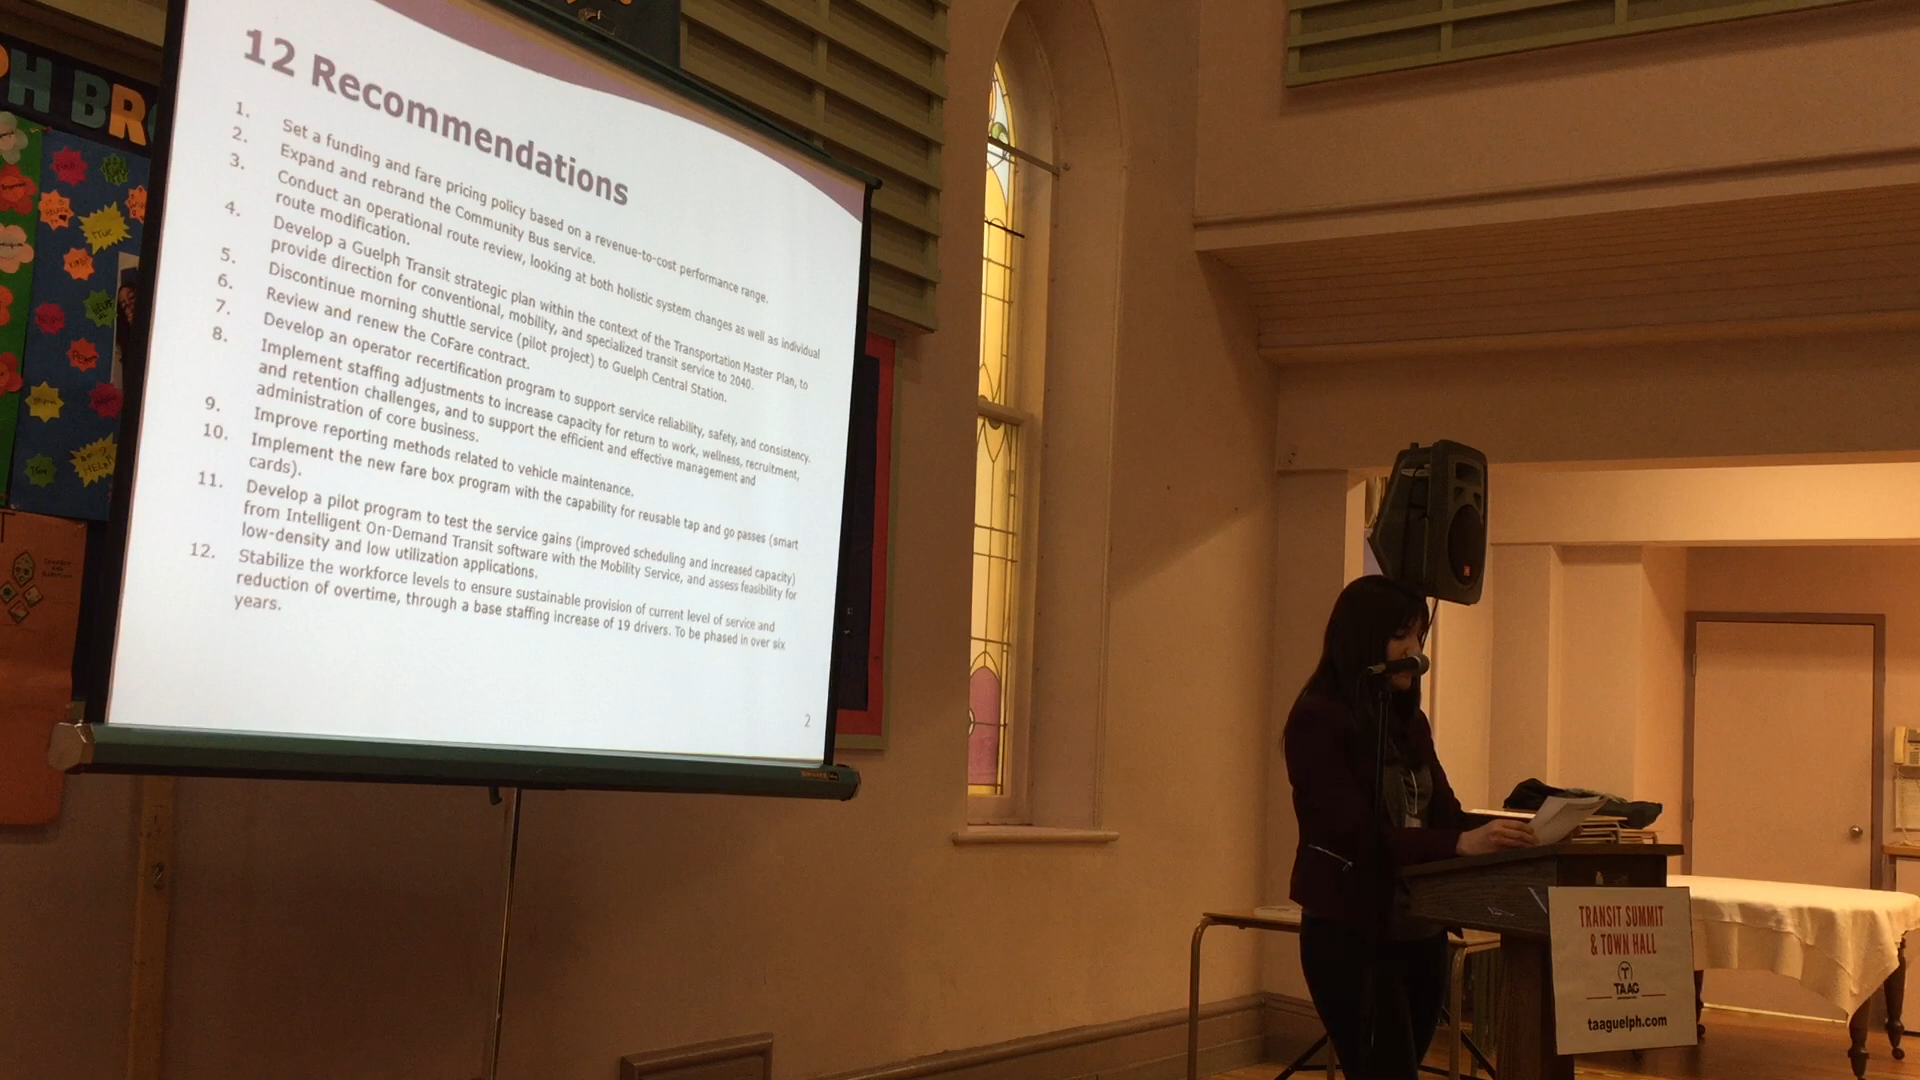 12 Recommendations
1. Set a funding and fare pricing policy based on a revenue-to-cost performance range.
2. Expand and rebrand the Community Bus service.
3. Conduct an operational route review, looking at both holistic system changes as well as individual
route modification.
4. Develop a Guelph Transit strategic plan within the context of the Transportation Master Plan, to
provide direction for conventional, mobility, and specialized transit service to 2040.
5. Discontinue morning shuttle service (pilot project) to Guelph Central Station.
6. Review and renew the CoFare contract.
7. Develop an operator recertification program to support service reliability, safety, and consistency.
8. Implement staffing adjustments to increase capacity for return to work, wellness, recruitment,
and retention challenges, and to support the efficient and effective management and
administration of core business.
9. Improve reporting methods related to vehicle maintenance.
10. Implement the new fare box program with the capability for reusable tap and go passes (smart
cards).
11. Develop a pilot program to test the service gains (improved scheduling and increased capacity)
from Intelligent On-Demand Transit software with the Mobility Service, and assess feasibility for
low-density and low utilization applications.
12. Stabilize the workforce levels to ensure sustainable provision of current level of service and
reduction of overtime, through a base staffing increase of 19 drivers. To be phased in over six
years.
2
PH BR
TRUE
HELP!
TRANSIT SUMMIT
& TOWN HALL
TAAG
taaguelph.com